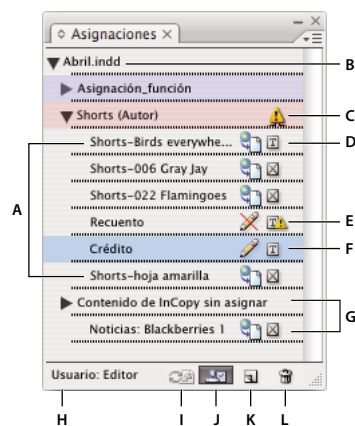 Asignaciones
Abril.indd
B
Asignación_función
Shorts (Autor)
C
Shorts-Birds everywhe...
D
Shorts-006 Gray Jay
A
Shorts-022 Flamingoes
Recuento
E
Crédito
F
Shorts-hoja amarilla
Contenido de InCopy sin asignar
G
Noticias: Blackberries 1
Usuario: Editor
H I J K L